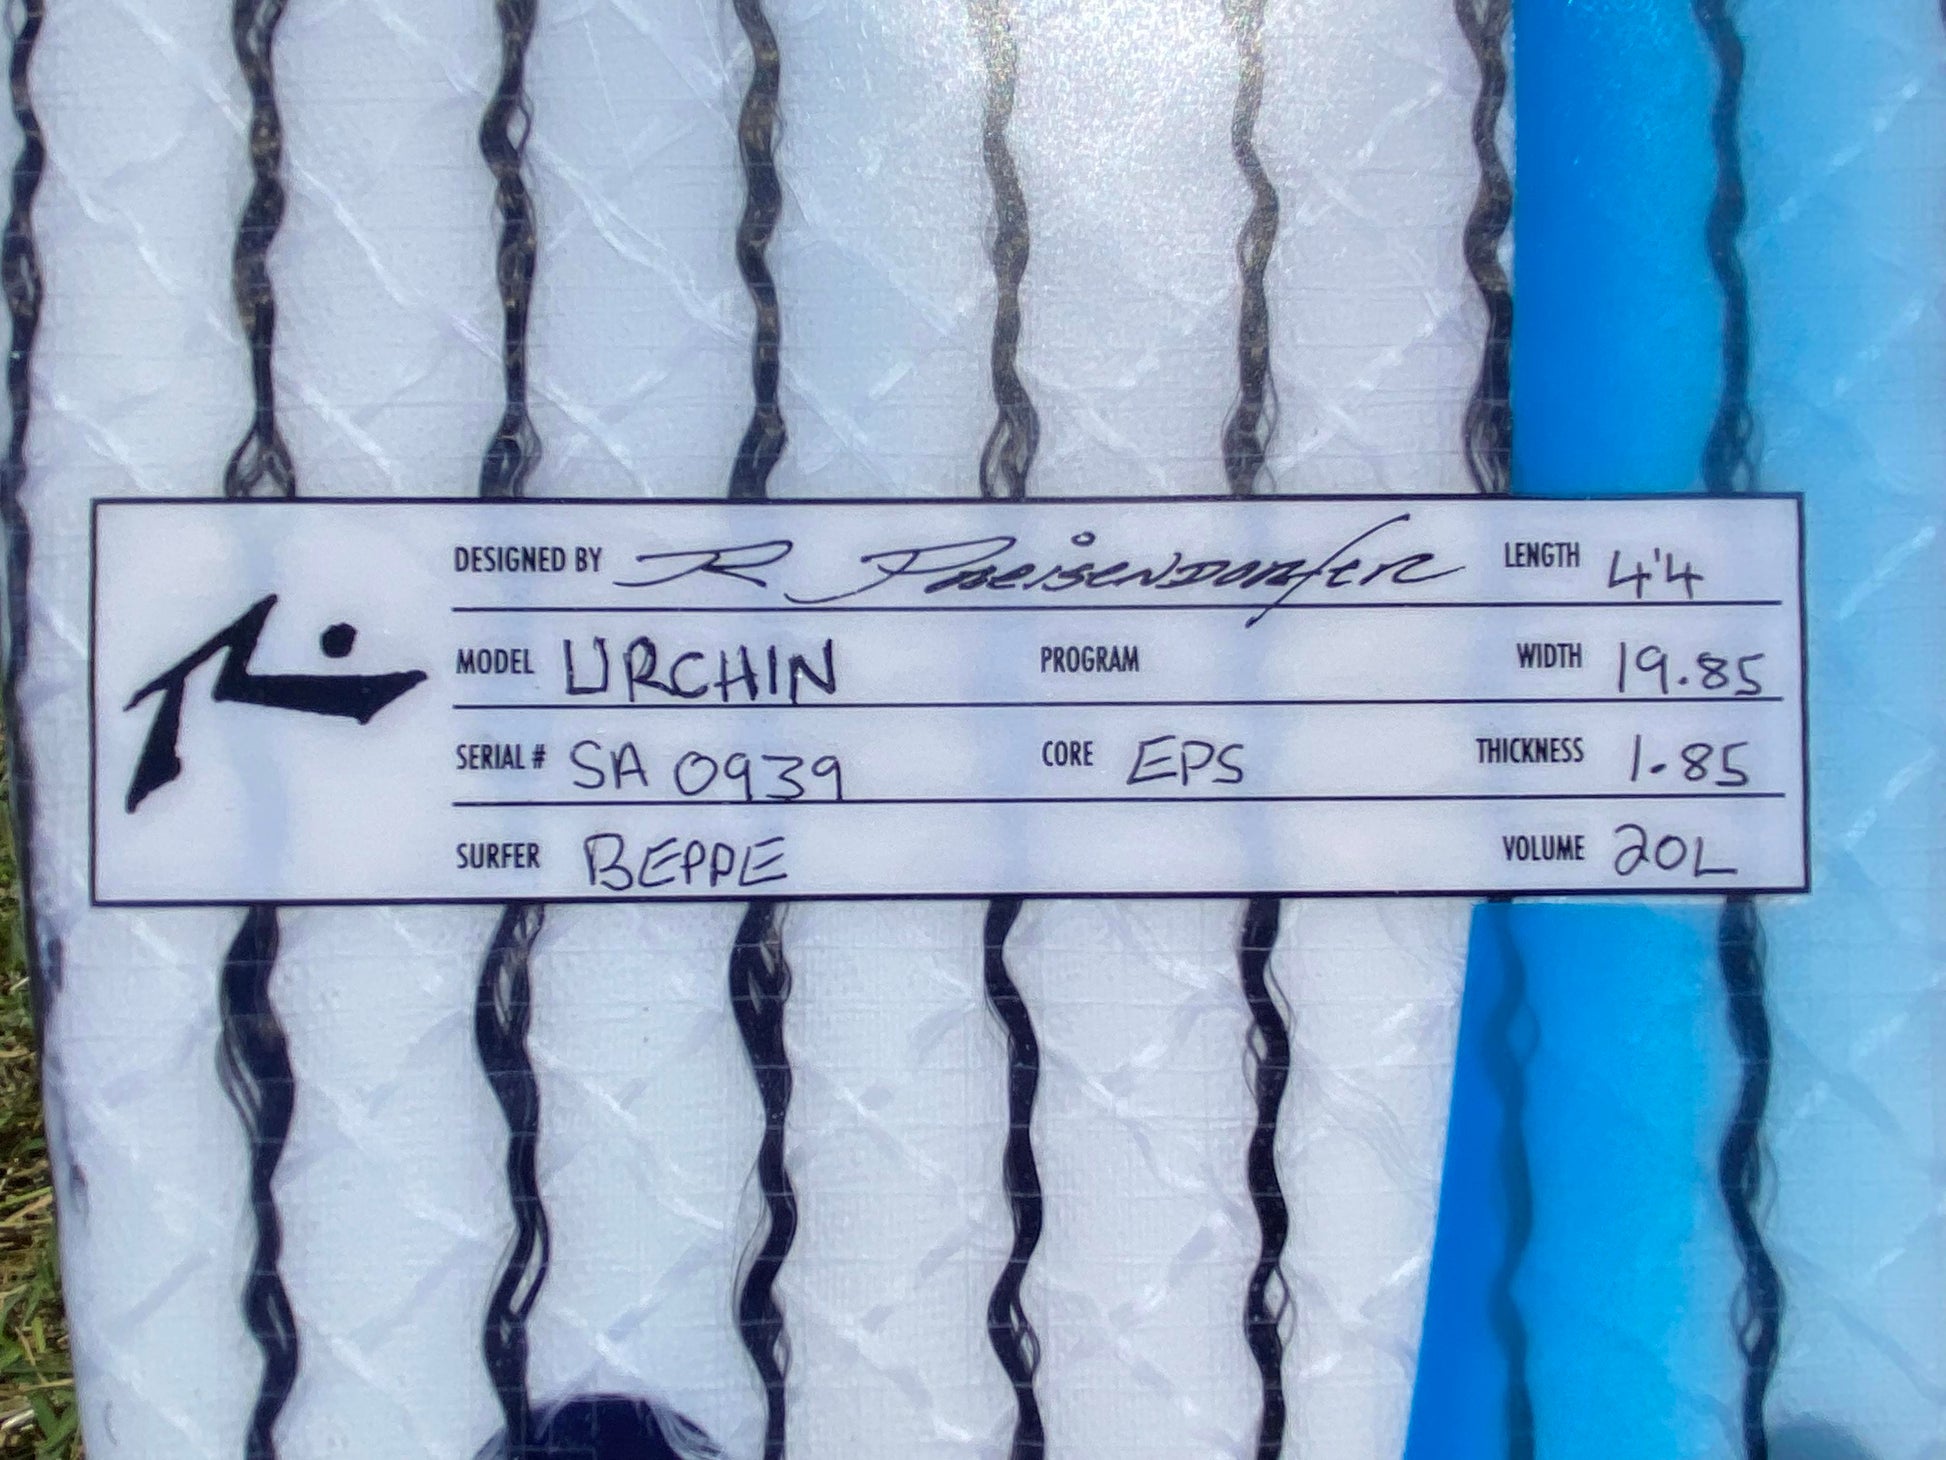 DESIGNED BY R Preisendorfer LENGTH 4'4
MODEL URCHIN PROGRAM WIDTH 19.85
SERIAL # SA 0939 CORE EPS THICKNESS 1.85
SURFER BEPPE VOLUME 20L